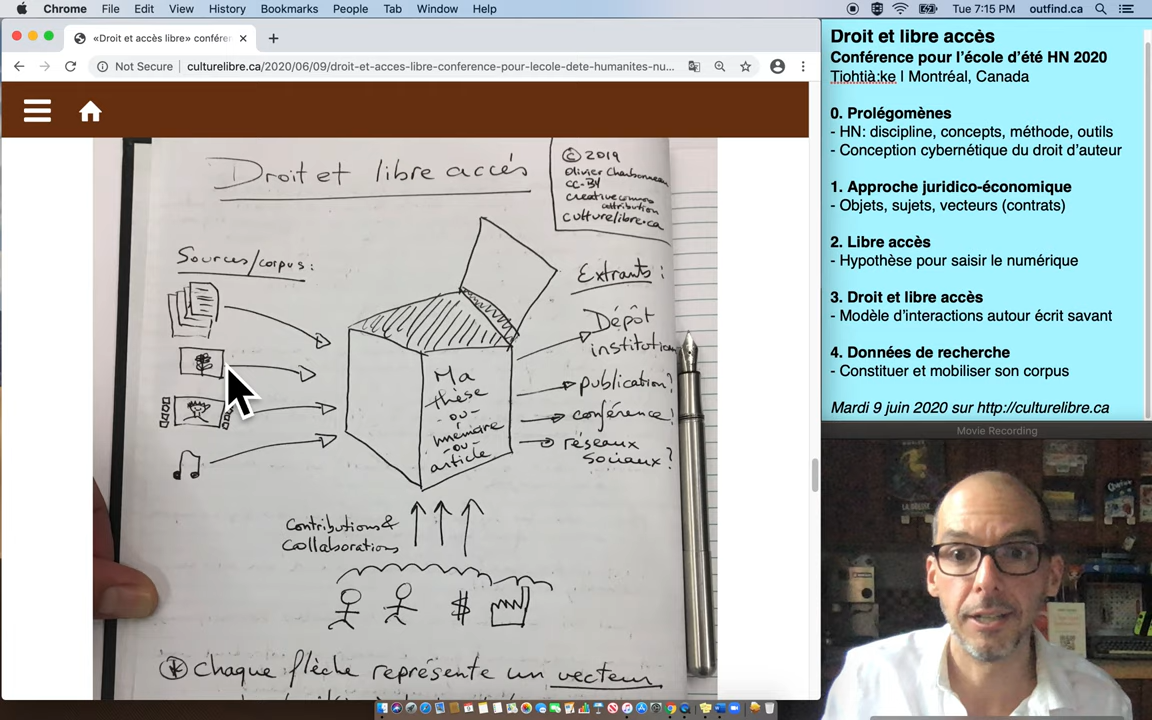 Chrome File Edit View History Bookmarks People Tab Window Help
Tue 7:15 PM outfind.ca
«Droit et accès libre» conféren
Not Secure culturelibre.ca/2020/06/09/droit-et-acces-libre-conference-pour-lecole-dete-humanites-nu...
Droit et libre accès
© 2019
Olivier Charbonneau
CC-BY
creative commons
attribution
culturelibre.ca
Sources/corpus:
Extrants:
Dépôt
institution
publication?
conférence!
réseaux
sociaux?
Ma
thèse
-ou-
mémoire
-ou-
article
Contributions &
Collaborations
$
* chaque flèche représente un vecteur
Droit et libre accès
Conférence pour l'école d'été HN 2020
Tiohtià:ke I Montréal, Canada
0. Prolégomènes
- HN: discipline, concepts, méthode, outils
- Conception cybernétique du droit d'auteur
1. Approche juridico-économique
- Objets, sujets, vecteurs (contrats)
2. Libre accès
- Hypothèse pour saisir le numérique
3. Droit et libre accès
- Modèle d'interactions autour écrit savant
4. Données de recherche
- Constituer et mobiliser son corpus
Mardi 9 juin 2020 sur http://culturelibre.ca
Movie Recording